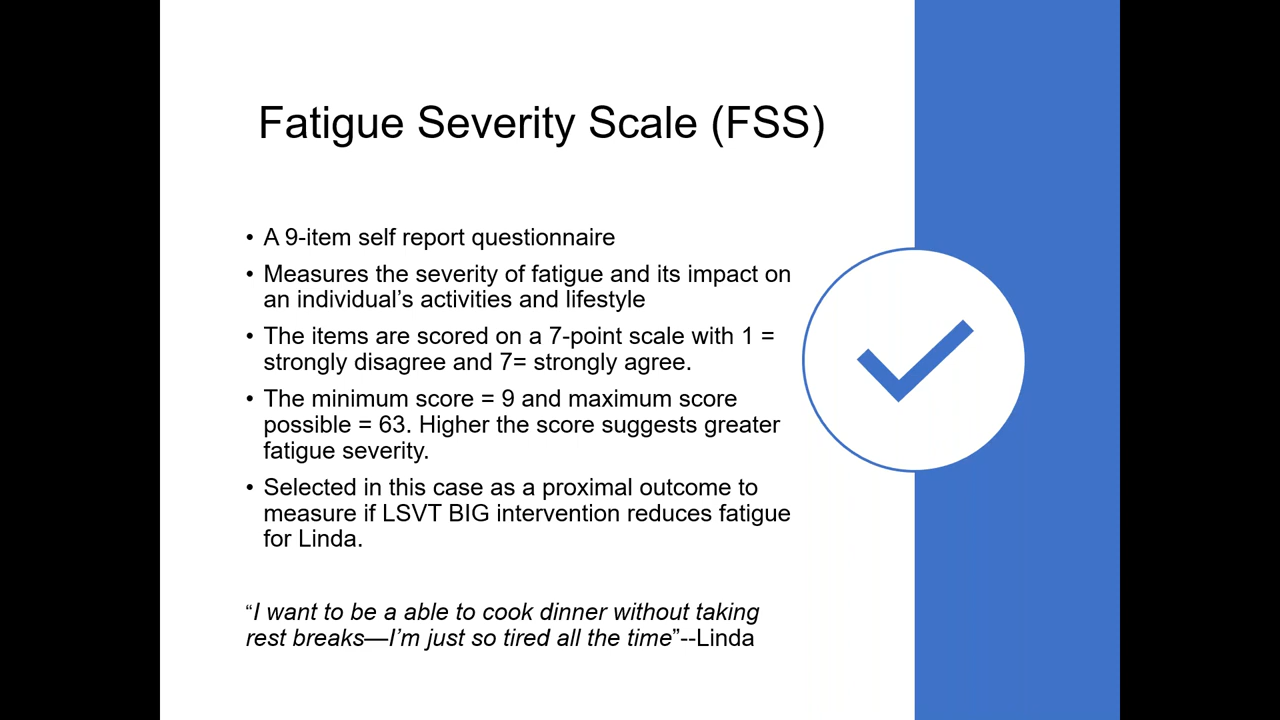 Fatigue Severity Scale (FSS)
• A 9-item self report questionnaire
• Measures the severity of fatigue and its impact on
an individual’s activities and lifestyle
• The items are scored on a 7-point scale with 1 =
strongly disagree and 7= strongly agree.
• The minimum score = 9 and maximum score
possible = 63. Higher the score suggests greater
fatigue severity.
• Selected in this case as a proximal outcome to
measure if LSVT BIG intervention reduces fatigue
for Linda.
“I want to be a able to cook dinner without taking
rest breaks—I’m just so tired all the time”--Linda